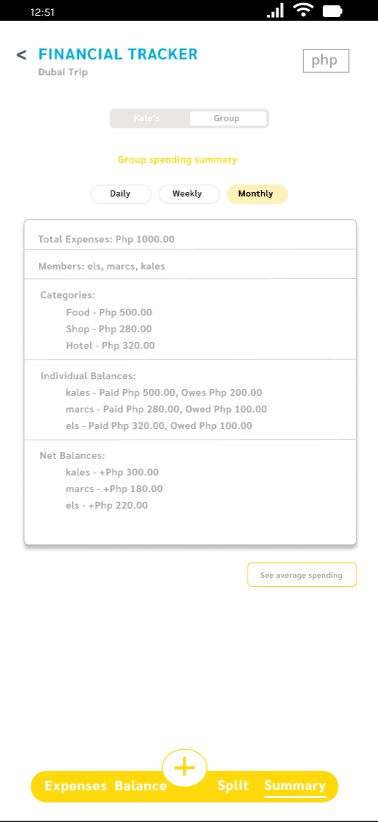 12:51
< FINANCIAL TRACKER
Dubai Trip
php
Kale's Group
Group spending summary
Daily Weekly Monthly
Total Expenses: Php 1000.00
Members: els, marcs, kales
Categories:
Food - Php 500.00
Shop - Php 280.00
Hotel - Php 320.00
Individual Balances:
kales - Paid Php 500.00, Owes Php 200.00
marcs - Paid Php 280.00, Owed Php 100.00
els - Paid Php 320.00, Owed Php 100.00
Net Balances:
kales - +Php 300.00
marcs - +Php 180.00
els - +Php 220.00
See average spending
+
Expenses Balance Split Summary